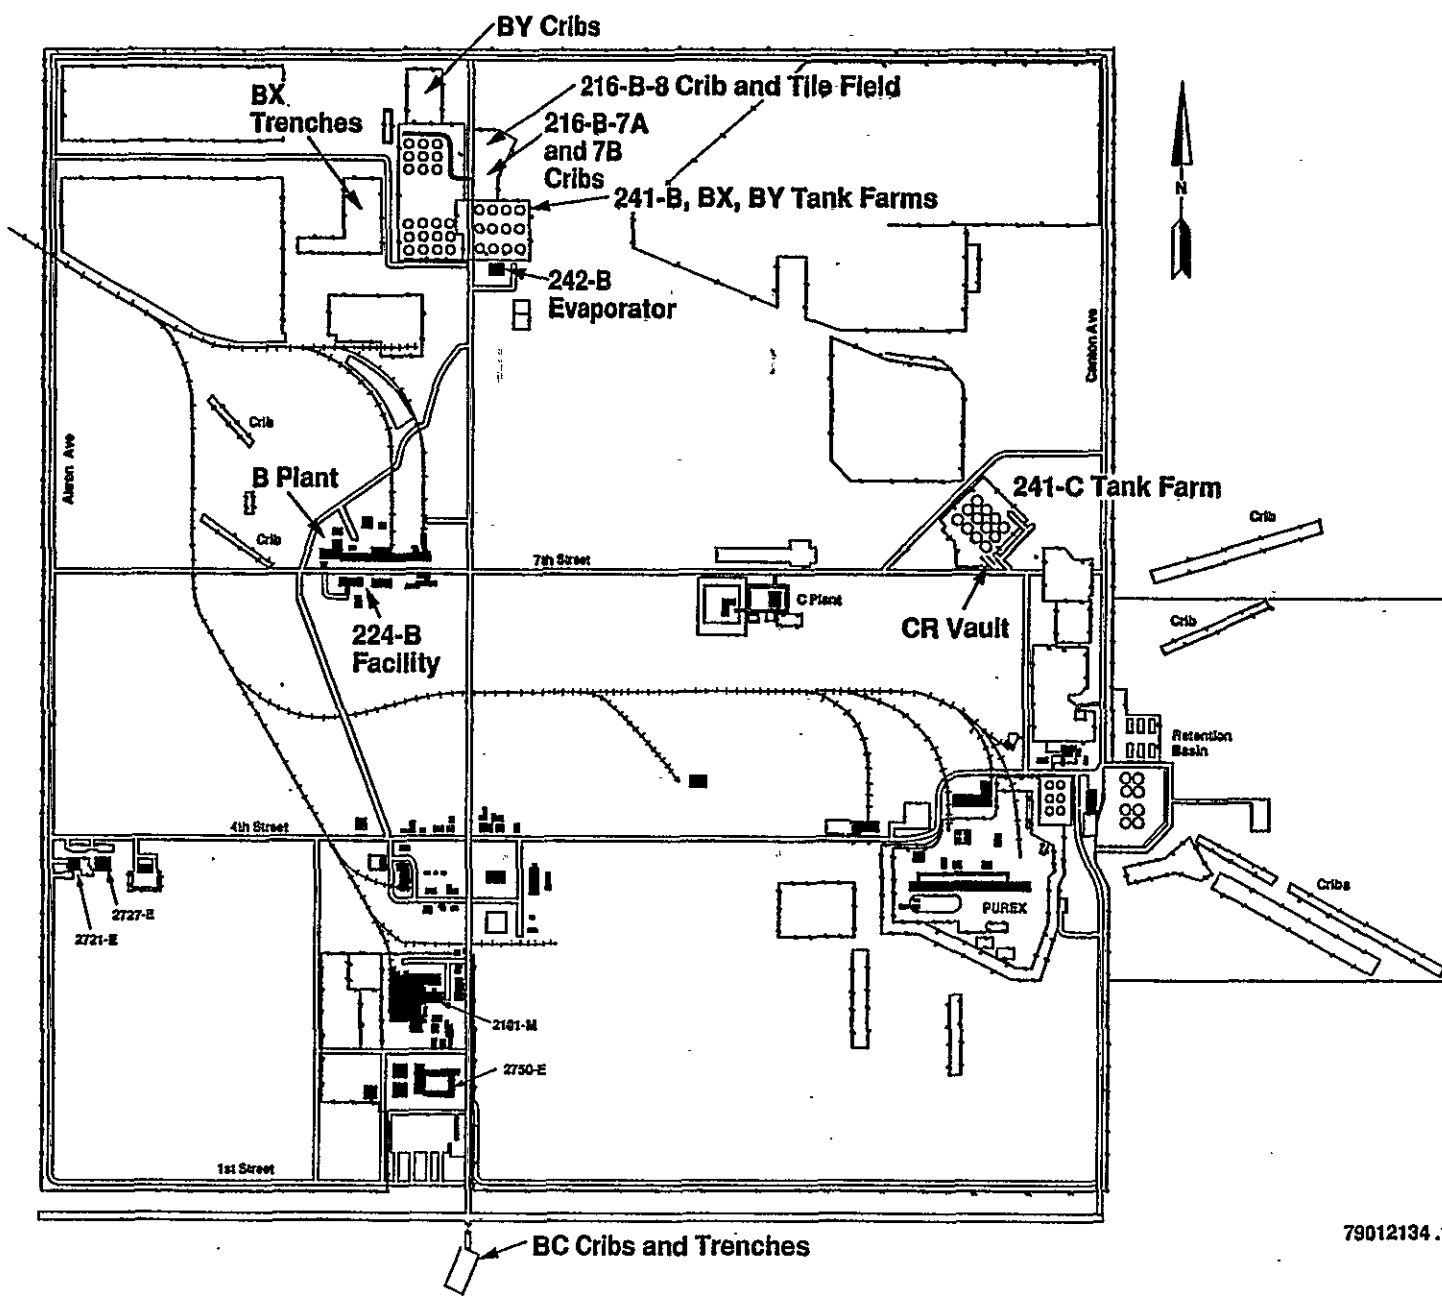 BY Cribs
216-B-8 Crib and Tile Field
BX
Trenches
216-B-7A
and 7B
Cribs
241-B, BX, BY Tank Farms
N
242-B
Evaporator
Canton Ave
Crib
Akron Ave
B Plant
241-C Tank Farm
Crib
Crib
7th Street
C Plant
CR Vault
Crib
224-B
Facility
Retention
Basin
4th Street
2727-E
2721-E
PUREX
Cribs
2101-M
2750-E
1st Street
BC Cribs and Trenches
79012134.